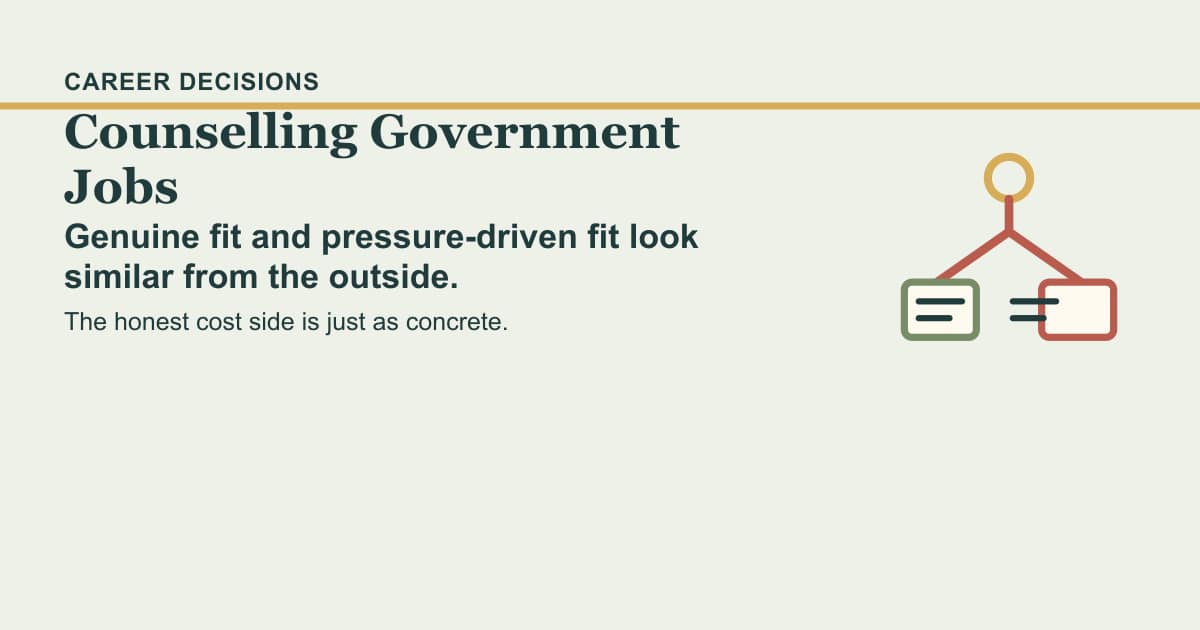 CAREER DECISIONS
Counselling Government
Jobs
Genuine fit and pressure-driven fit look
similar from the outside.
The honest cost side is just as concrete.